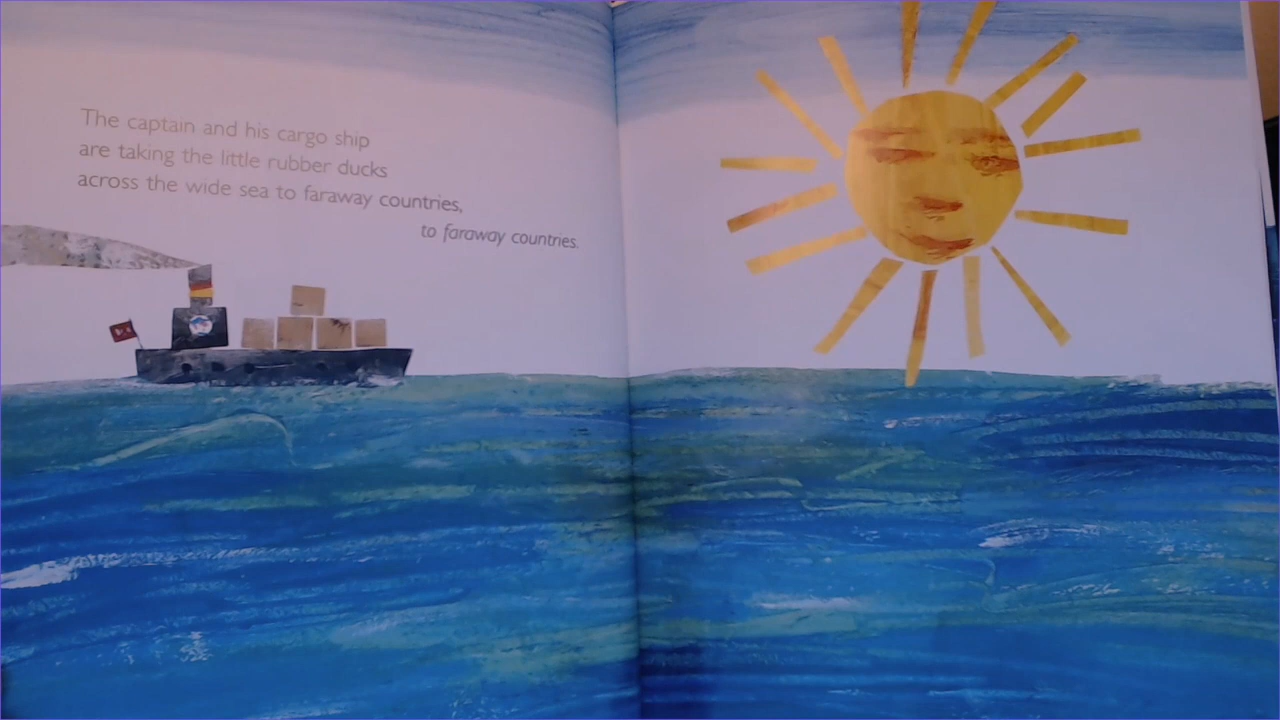 The captain and his cargo ship
are taking the little rubber ducks
across the wide sea to faraway countries,
to faraway countries.